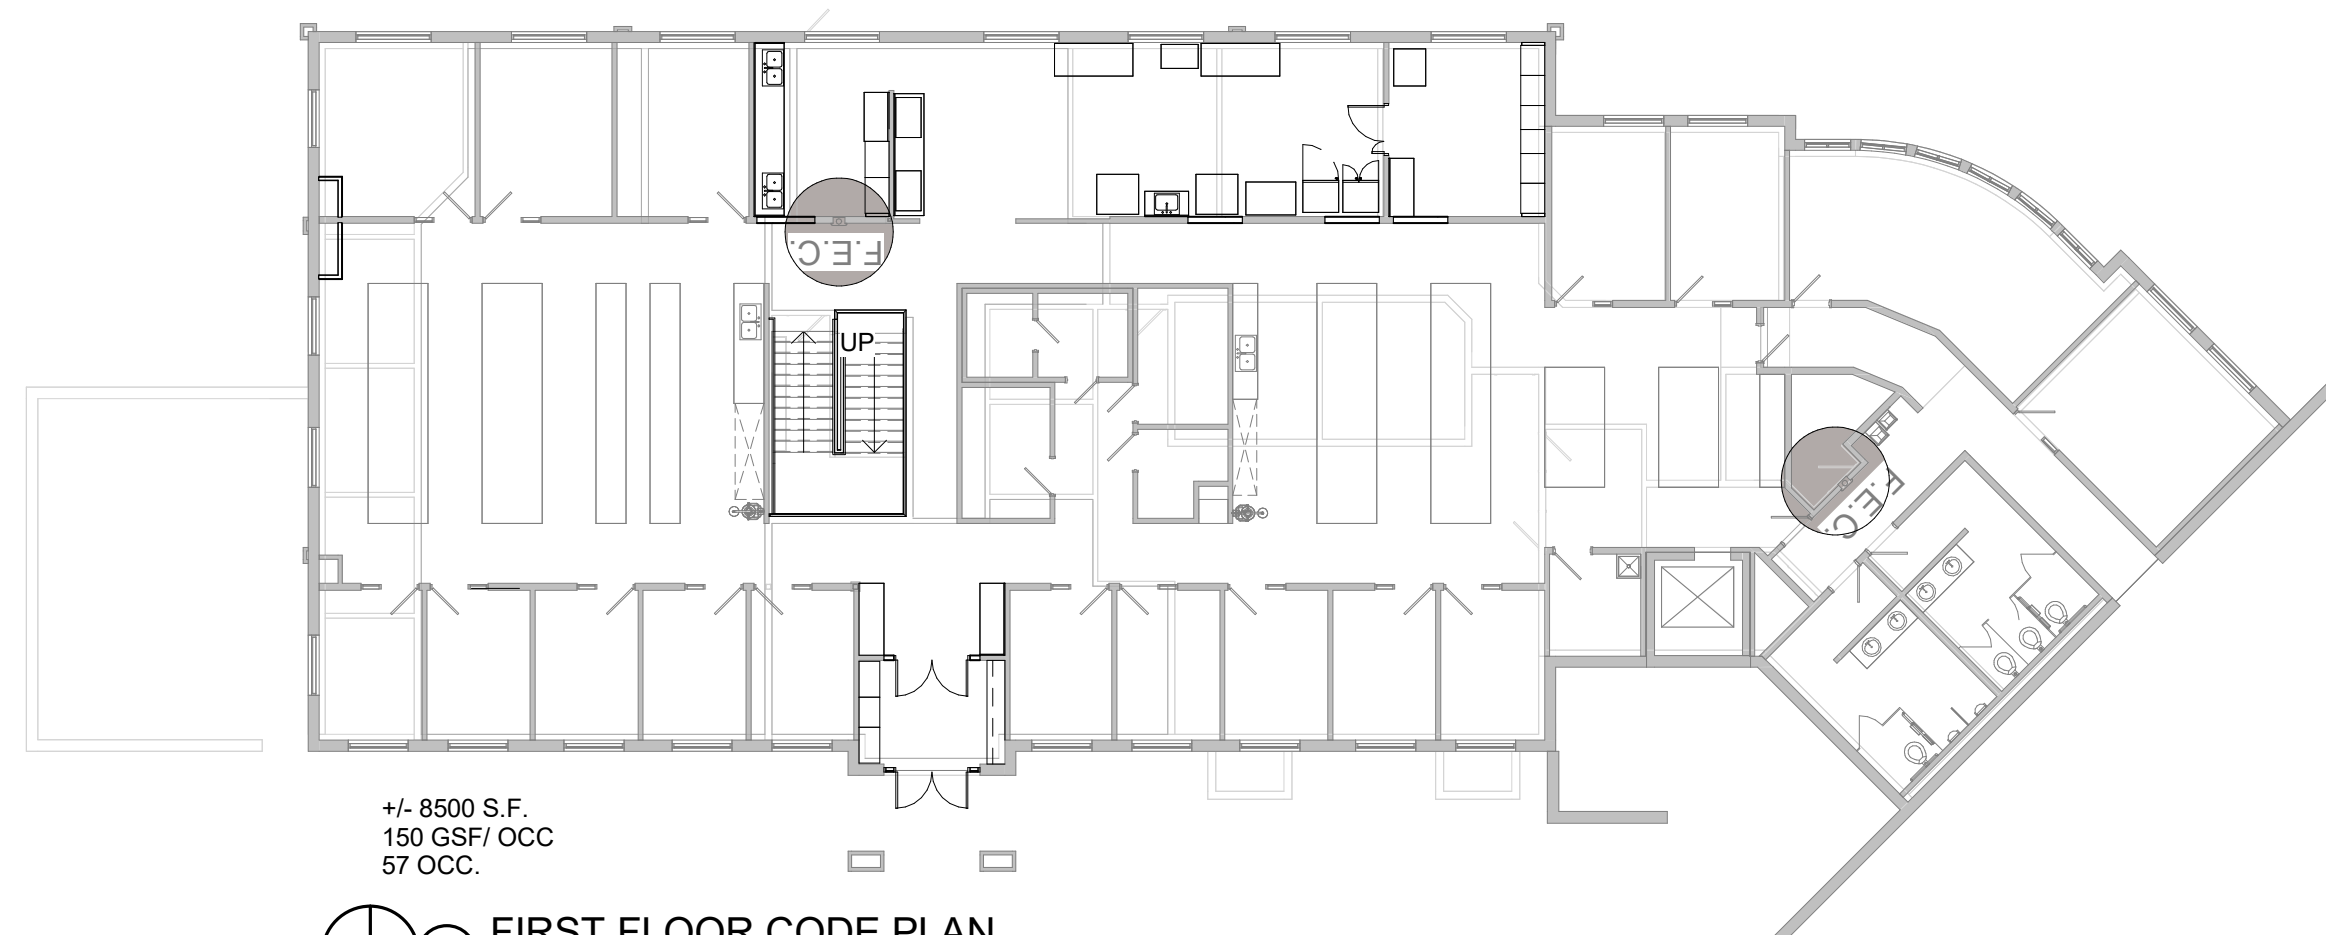 F.E.C.
UP
F.E.C.
+/- 8500 S.F.
150 GSF/ OCC
57 OCC.
FIRST FLOOR CODE PLAN